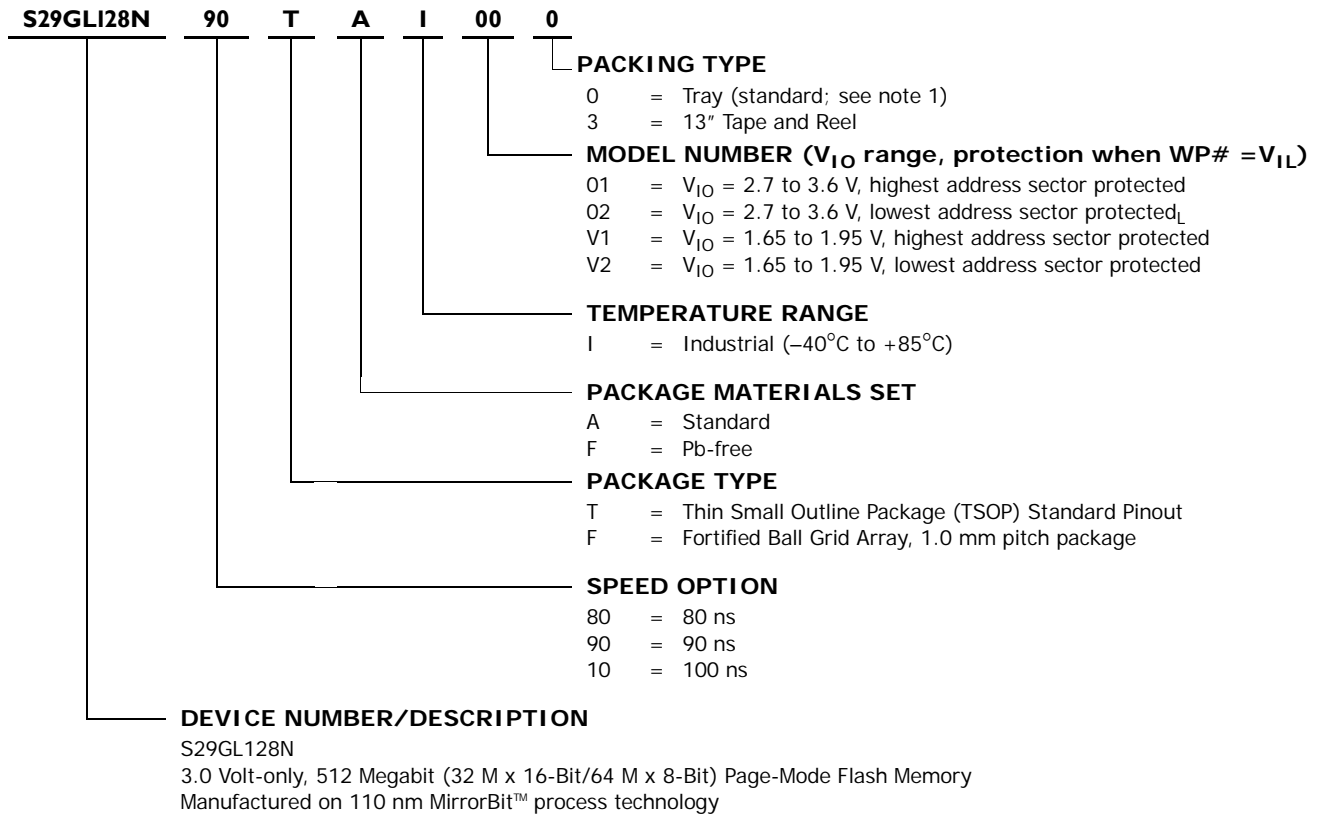 S29GL128N 90 T A I 00 0
PACKING TYPE
0 = Tray (standard; see note 1)
3 = 13″ Tape and Reel
MODEL NUMBER (VIO range, protection when WP# =VIL)
01 = VIO = 2.7 to 3.6 V, highest address sector protected
02 = VIO = 2.7 to 3.6 V, lowest address sector protectedL
V1 = VIO = 1.65 to 1.95 V, highest address sector protected
V2 = VIO = 1.65 to 1.95 V, lowest address sector protected
TEMPERATURE RANGE
I = Industrial (–40°C to +85°C)
PACKAGE MATERIALS SET
A = Standard
F = Pb-free
PACKAGE TYPE
T = Thin Small Outline Package (TSOP) Standard Pinout
F = Fortified Ball Grid Array, 1.0 mm pitch package
SPEED OPTION
80 = 80 ns
90 = 90 ns
10 = 100 ns
DEVICE NUMBER/DESCRIPTION
S29GL128N
3.0 Volt-only, 512 Megabit (32 M x 16-Bit/64 M x 8-Bit) Page-Mode Flash Memory
Manufactured on 110 nm MirrorBit™ process technology